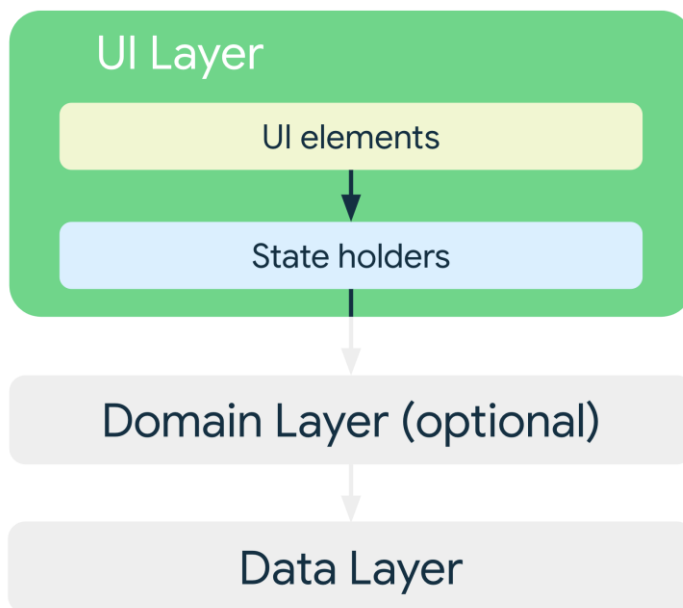 UI Layer
UI elements
State holders
Domain Layer (optional)
Data Layer